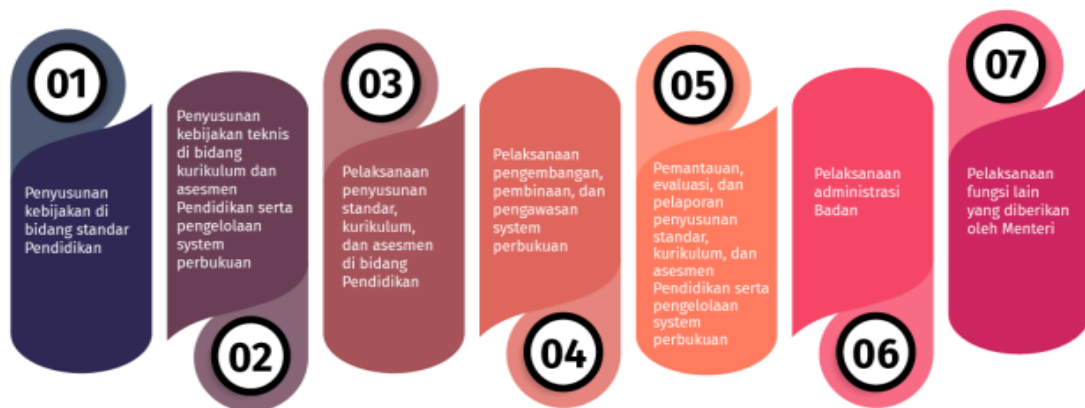 01
Penyusunan
kebijakan di
bidang standar
Pendidikan
Penyusunan
kebijakan teknis
di bidang
kurikulum dan
asesmen
Pendidikan serta
pengelolaan
system
perbukuan
02
03
Pelaksanaan
penyusunan
standar,
kurikulum,
dan asesmen
di bidang
Pendidikan
Pelaksanaan
pengembangan,
pembinaan, dan
pengawasan
system
perbukuan
04
05
Pemantauan,
evaluasi, dan
pelaporan
penyusunan
standar,
kurikulum, dan
asesmen
Pendidikan serta
pengelolaan
system
perbukuan
Pelaksanaan
administrasi
Badan
06
07
Pelaksanaan
fungsi lain
yang diberikan
oleh Menteri